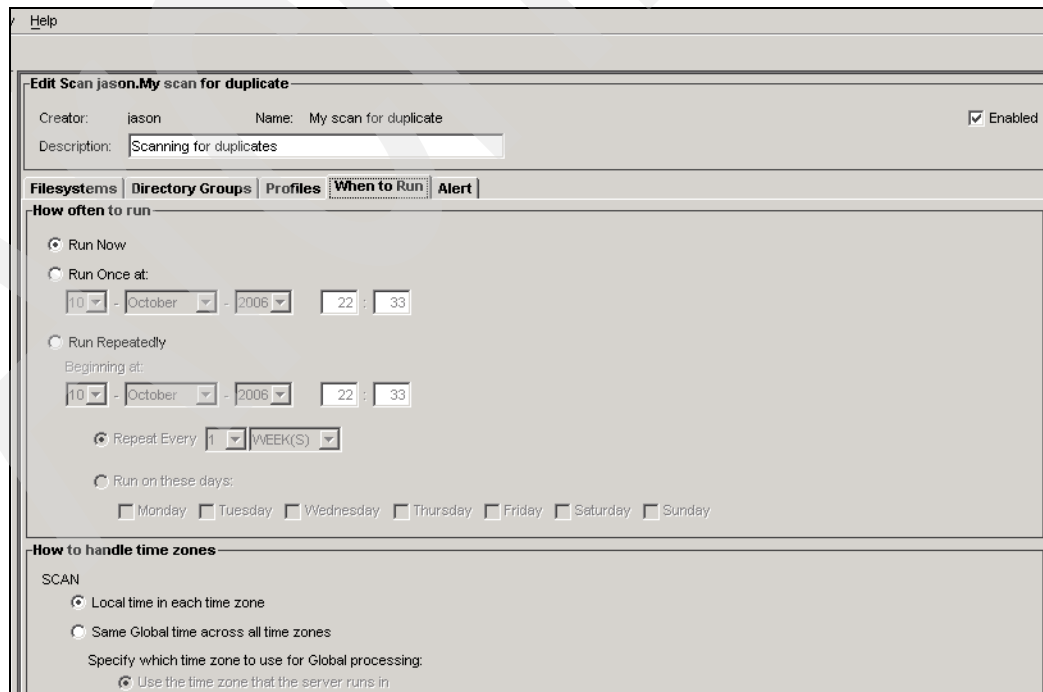 Help
Edit Scan jason.My scan for duplicate
Creator: jason Name: My scan for duplicate Enabled
Description: Scanning for duplicates
Filesystems Directory Groups Profiles When to Run Alert
How often to run
Run Now
Run Once at:
10 - October - 2006 22 : 33
Run Repeatedly
Beginning at:
10 - October - 2006 22 : 33
Repeat Every 1 WEEK(S)
Run on these days:
Monday Tuesday Wednesday Thursday Friday Saturday Sunday
How to handle time zones
SCAN
Local time in each time zone
Same Global time across all time zones
Specify which time zone to use for Global processing:
Use the time zone that the server runs in